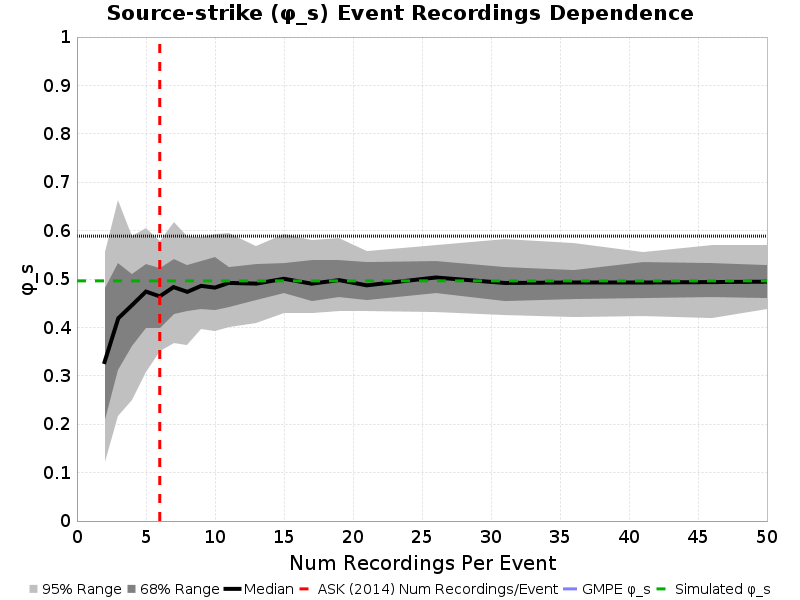 Source-strike (φ_s) Event Recordings Dependence
1
0.9
0.8
0.7
0.6
0.5
0.4
0.3
0.2
0.1
0
φ_s
0 5 10 15 20 25 30 35 40 45 50
Num Recordings Per Event
95% Range 68% Range Median ASK (2014) Num Recordings/Event GMPE φ_s Simulated φ_s